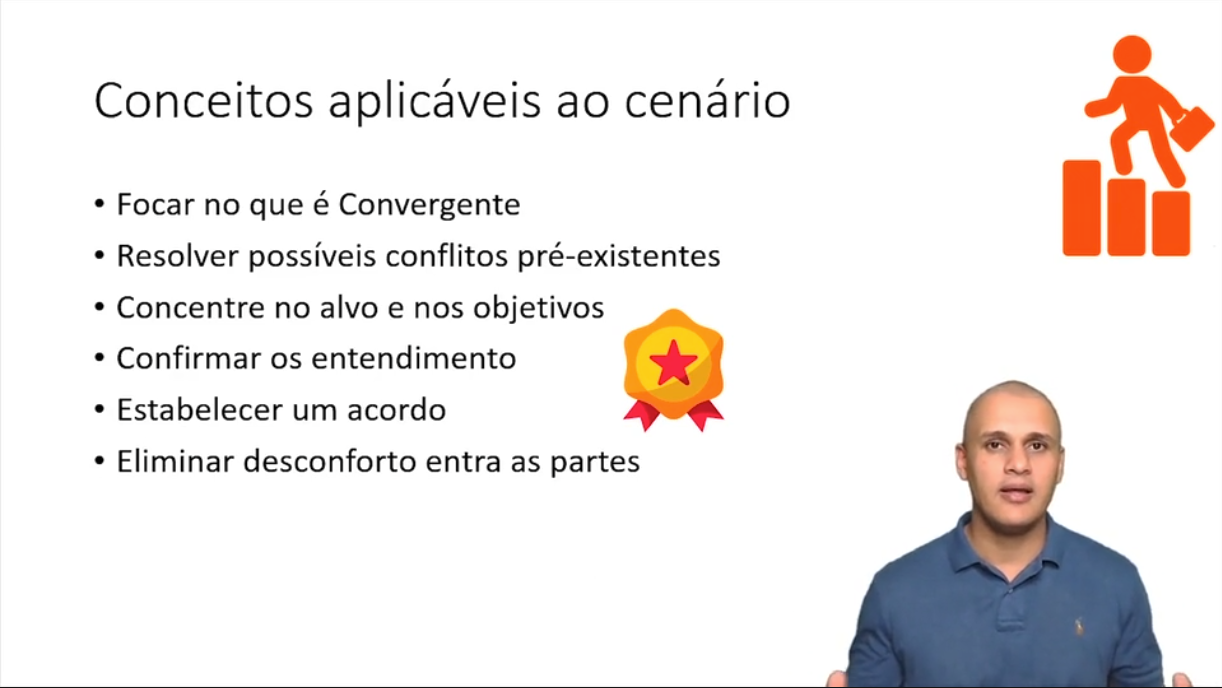 Conceitos aplicáveis ao cenário
• Focar no que é Convergente
• Resolver possíveis conflitos pré-existentes
• Concentre no alvo e nos objetivos
• Confirmar os entendimento
• Estabelecer um acordo
• Eliminar desconforto entra as partes